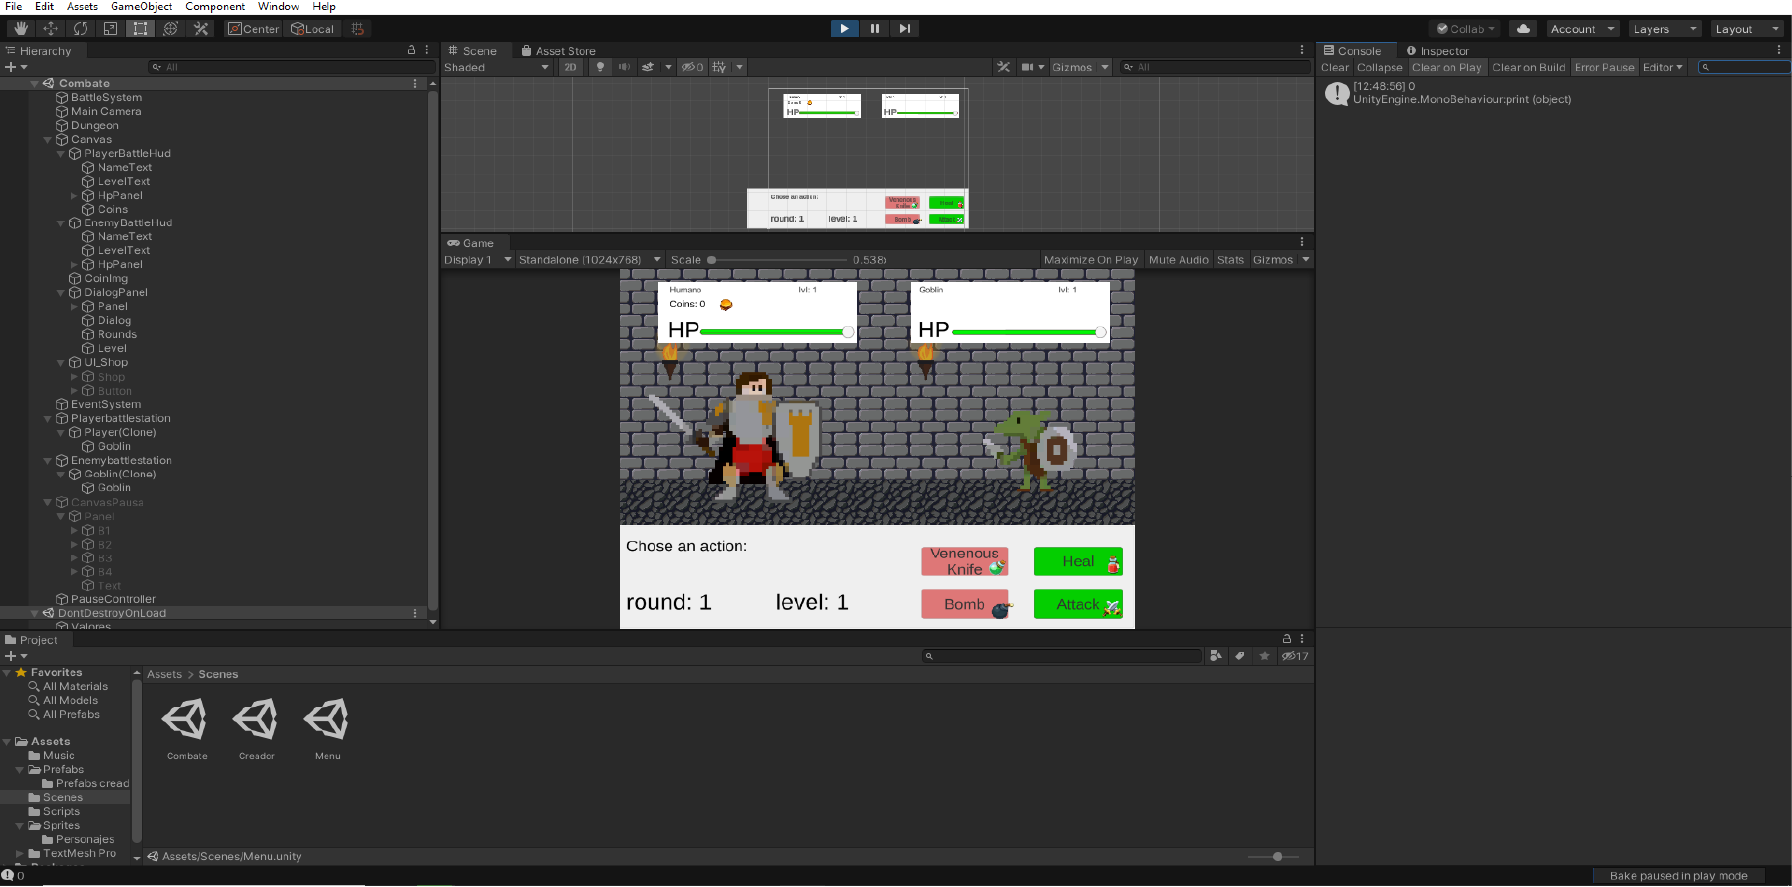 File Edit Assets GameObject Component Window Help
Center Local
Collab Account Layers Layout
Hierarchy
All
Combate
BattleSystem
Main Camera
Dungeon
Canvas
PlayerBattleHud
NameText
LevelText
HpPanel
Coins
EnemyBattleHud
NameText
LevelText
HpPanel
CoinImg
DialogPanel
Panel
Dialog
Rounds
Level
UI_Shop
Shop
Button
EventSystem
Playerbattlestation
Player(Clone)
Goblin
Enemybattlestation
Goblin(Clone)
Goblin
CanvasPausa
Panel
B1
B2
B3
B4
Text
PauseController
DontDestroyOnLoad
Valores
Scene Asset Store
Shaded 2D 0 Gizmos All
HP HP
Chose an action:
Venenous
Knife
Heal
round: 1 level: 1 Bomb Attack
Game
Display 1 Standalone (1024x768) Scale 0.538x Maximize On Play Mute Audio Stats Gizmos
Humano lvl: 1
Coins: 0
HP
Goblin lvl: 1
HP
Chose an action:
Venenous
Knife
Heal
round: 1 level: 1 Bomb Attack
Console Inspector
Clear Collapse Clear on Play Clear on Build Error Pause Editor
[12:48:56] 0
UnityEngine.MonoBehaviour:print (object)
Project
17
Favorites
All Materials
All Models
All Prefabs
Assets
Music
Prefabs
Prefabs cread
Scenes
Scripts
Sprites
Personajes
TextMesh Pro
Assets > Scenes
Combate Creador Menu
Assets/Scenes/Menu.unity
0
Bake paused in play mode